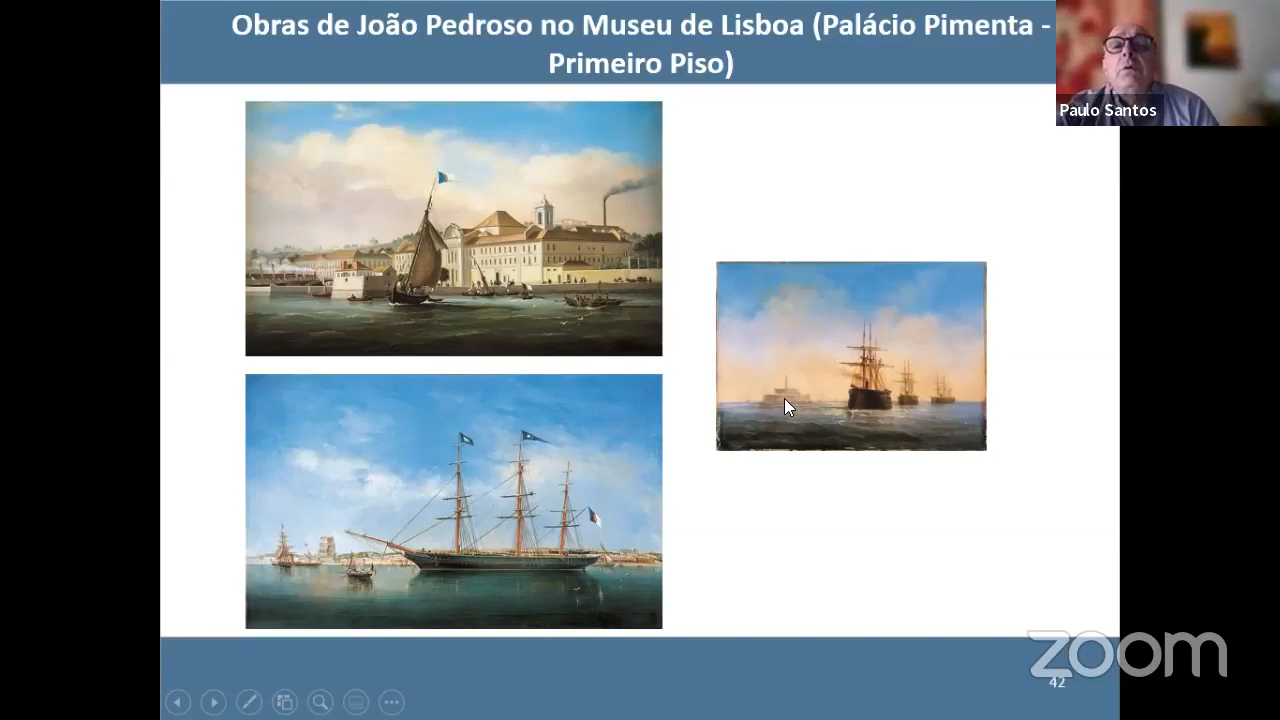 Obras de João Pedroso no Museu de Lisboa (Palácio Pimenta -
Primeiro Piso)
Paulo Santos
zoom
42